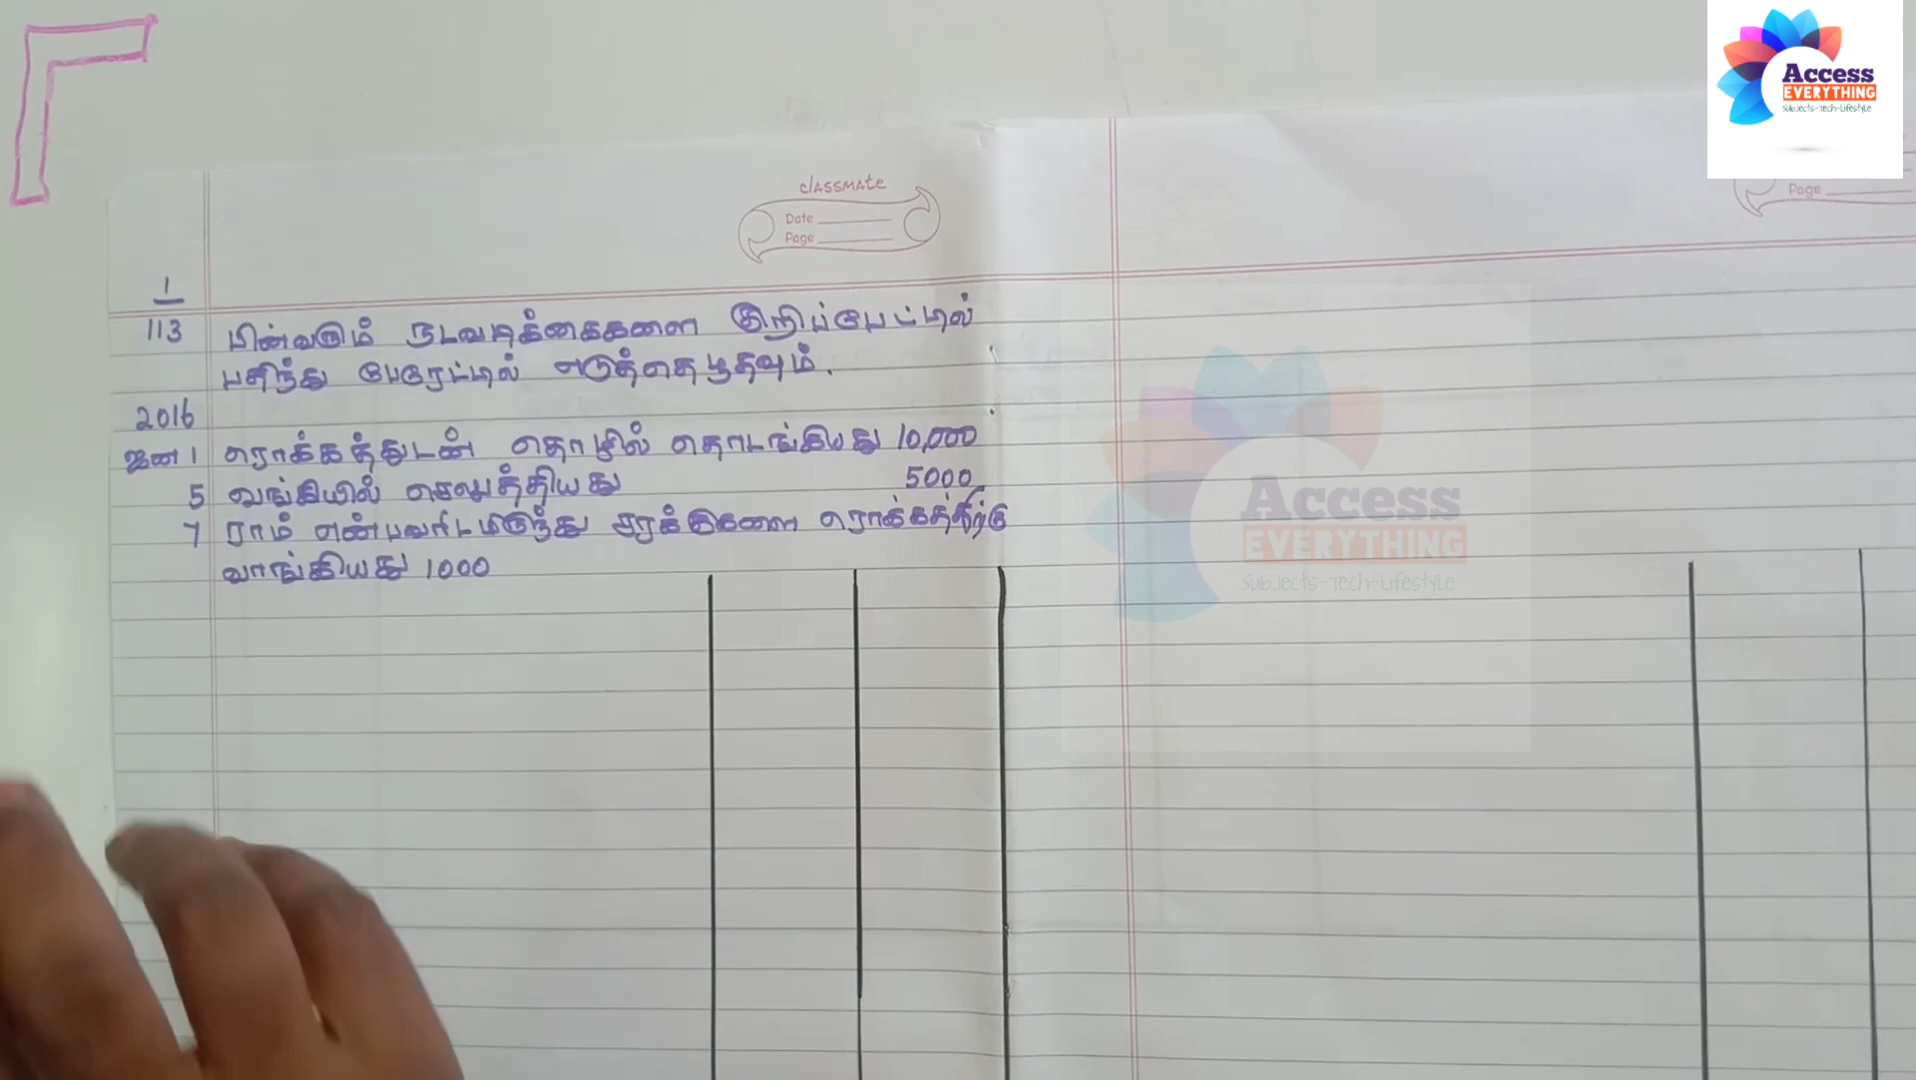 Access
EVERYTHING
Subjects-Tech-Lifestyle
classmate
Date
Page
Page
1
113 பின்வரும் நடவடிக்கைகளை குறிப்பேட்டில்
பதிந்து பேரேட்டில் எடுத்தெழுதவும்.
2016
ஜன 1 ரொக்கத்துடன் தொழில் தொடங்கியது 10,000
5 வங்கியில் செலுத்தியது 5000
7 ராம் என்பவரிடமிருந்து சரக்குகளை ரொக்கத்திற்கு
வாங்கியது 1000
Access
EVERYTHING
Subjects-Tech-Lifestyle